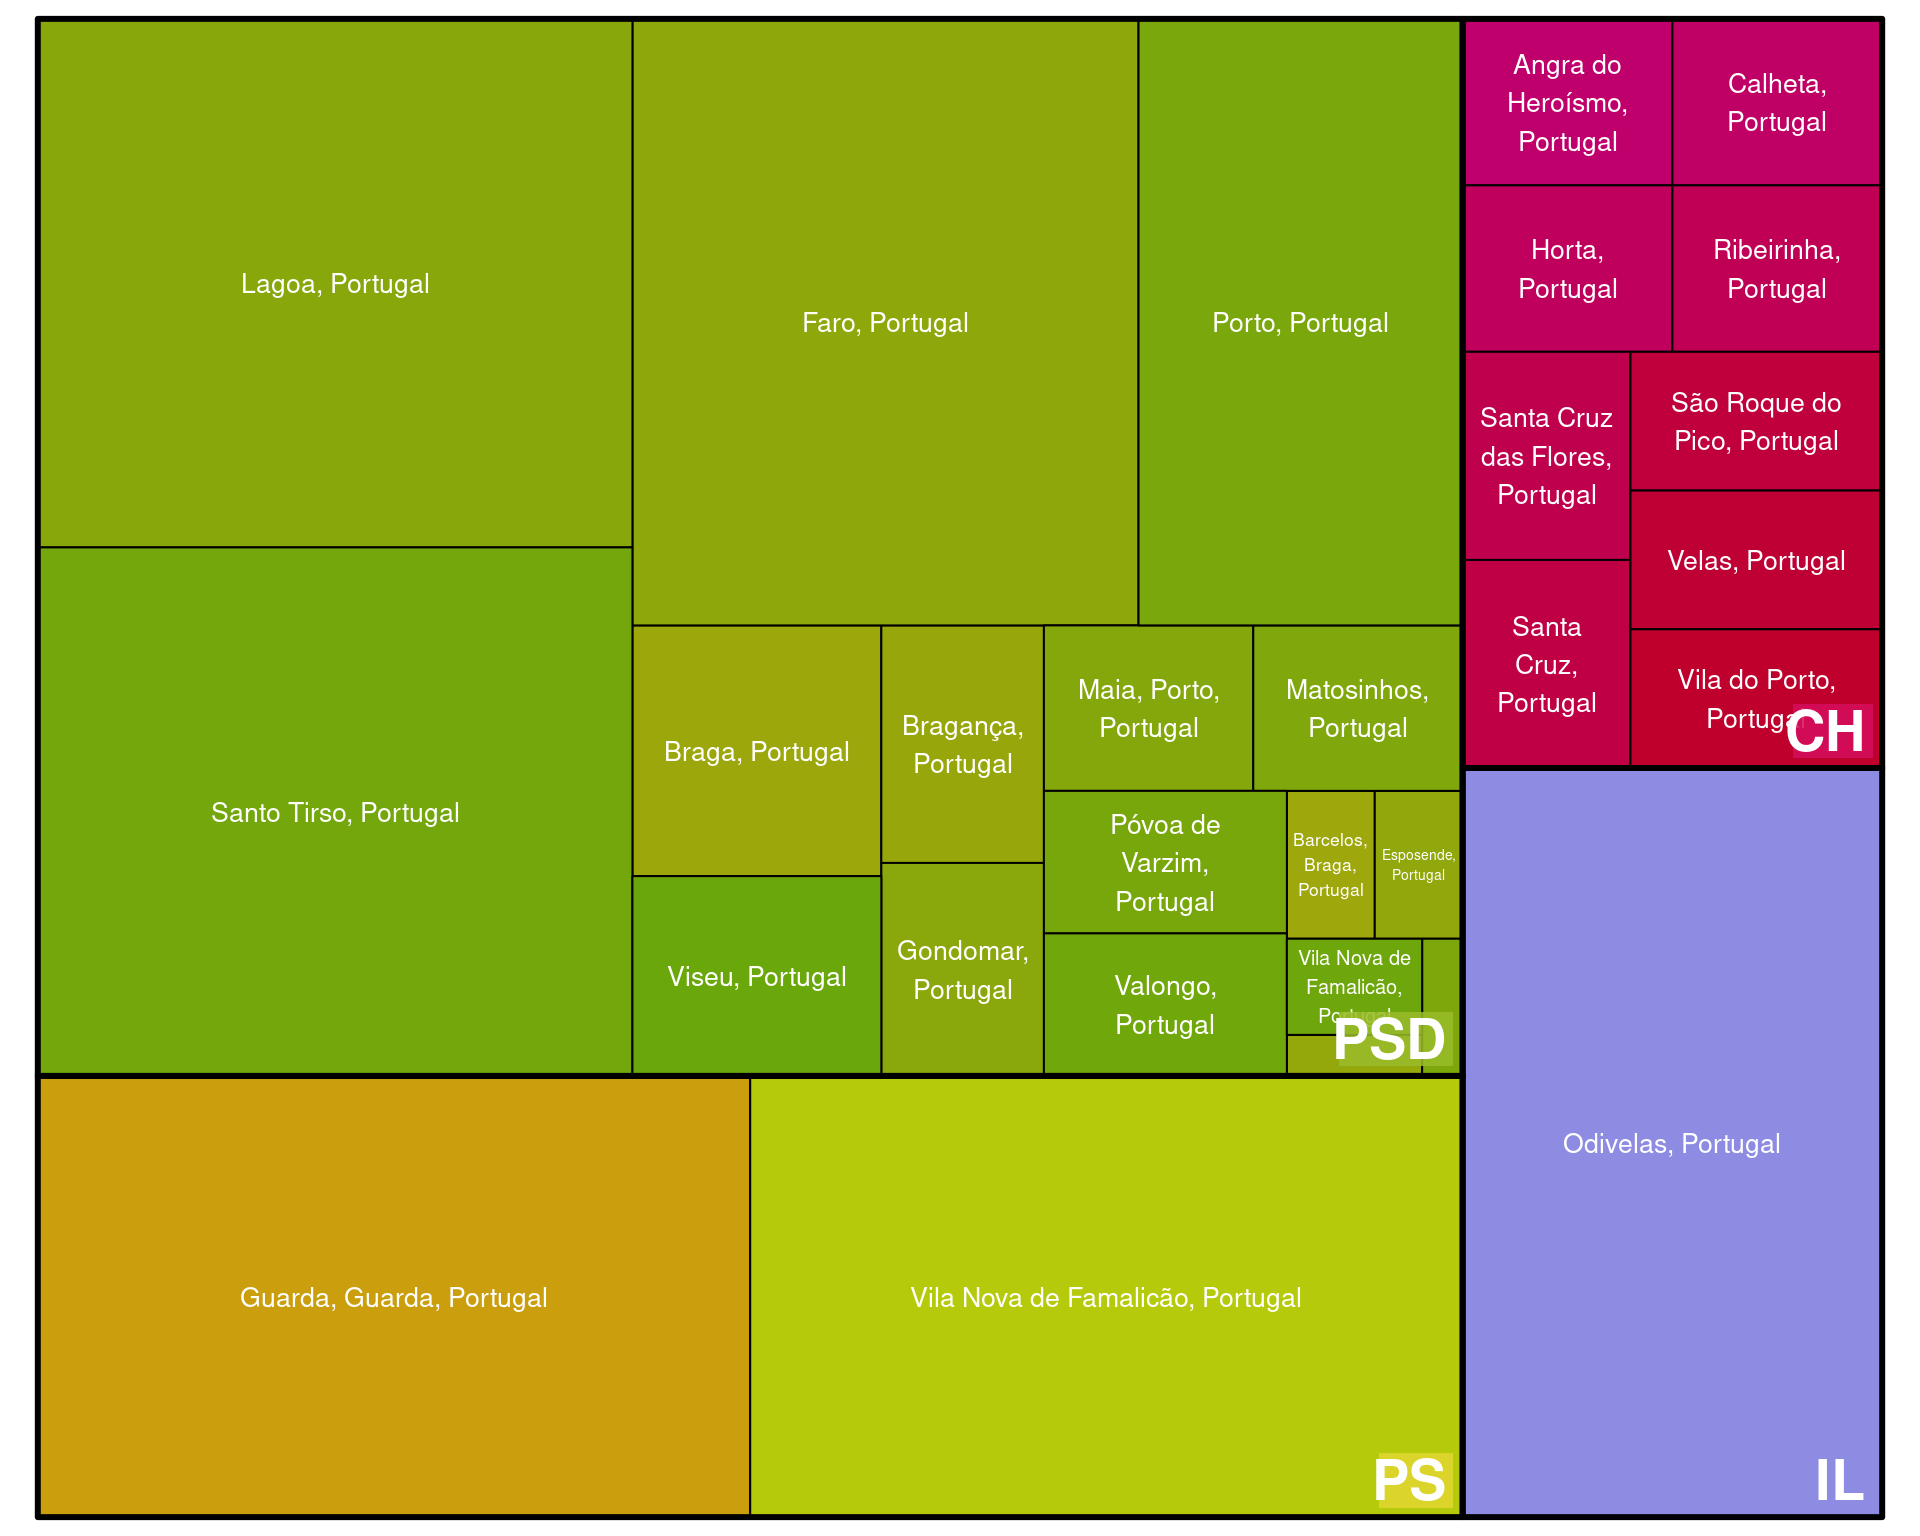 Lagoa, Portugal
Faro, Portugal
Porto, Portugal
Santo Tirso, Portugal
Braga, Portugal
Bragança,
Portugal
Maia, Porto,
Portugal
Matosinhos,
Portugal
Póvoa de
Varzim,
Portugal
Barcelos,
Braga,
Portugal
Esposende,
Portugal
Viseu, Portugal
Gondomar,
Portugal
Valongo,
Portugal
Vila Nova de
Famalicão,
Portugal
PSD
Guarda, Guarda, Portugal
Vila Nova de Famalicão, Portugal
PS
Angra do
Heroísmo,
Portugal
Calheta,
Portugal
Horta,
Portugal
Ribeirinha,
Portugal
Santa Cruz
das Flores,
Portugal
São Roque do
Pico, Portugal
Velas, Portugal
Santa
Cruz,
Portugal
Vila do Porto,
Portugal
CH
Odivelas, Portugal
IL